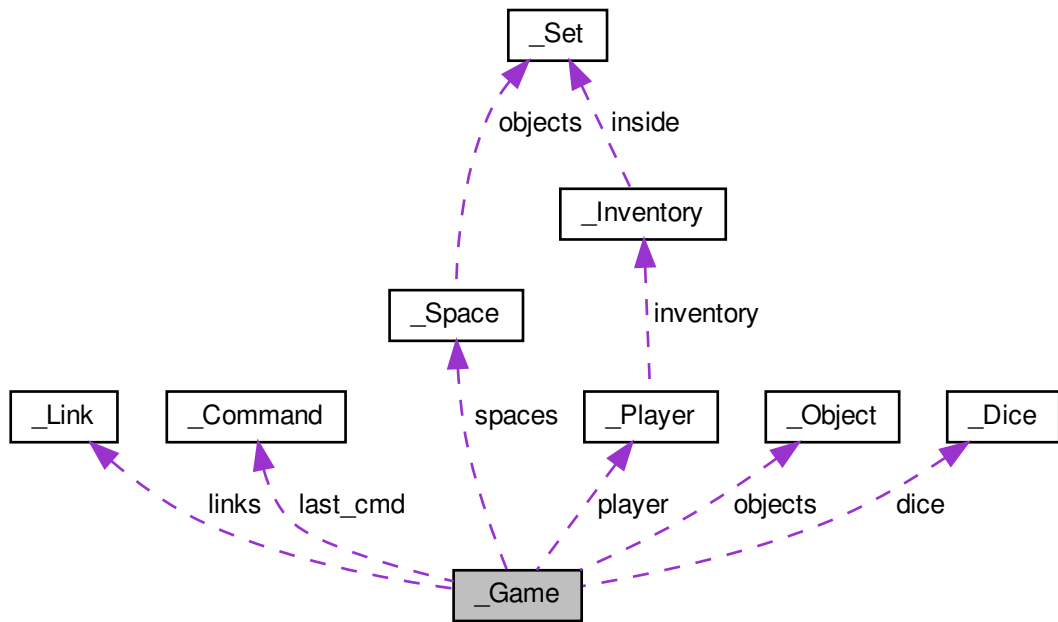 _Set
objects
inside
_Inventory
_Space
inventory
_Link
_Command
spaces
_Player
_Object
_Dice
links
last_cmd
player
objects
dice
_Game